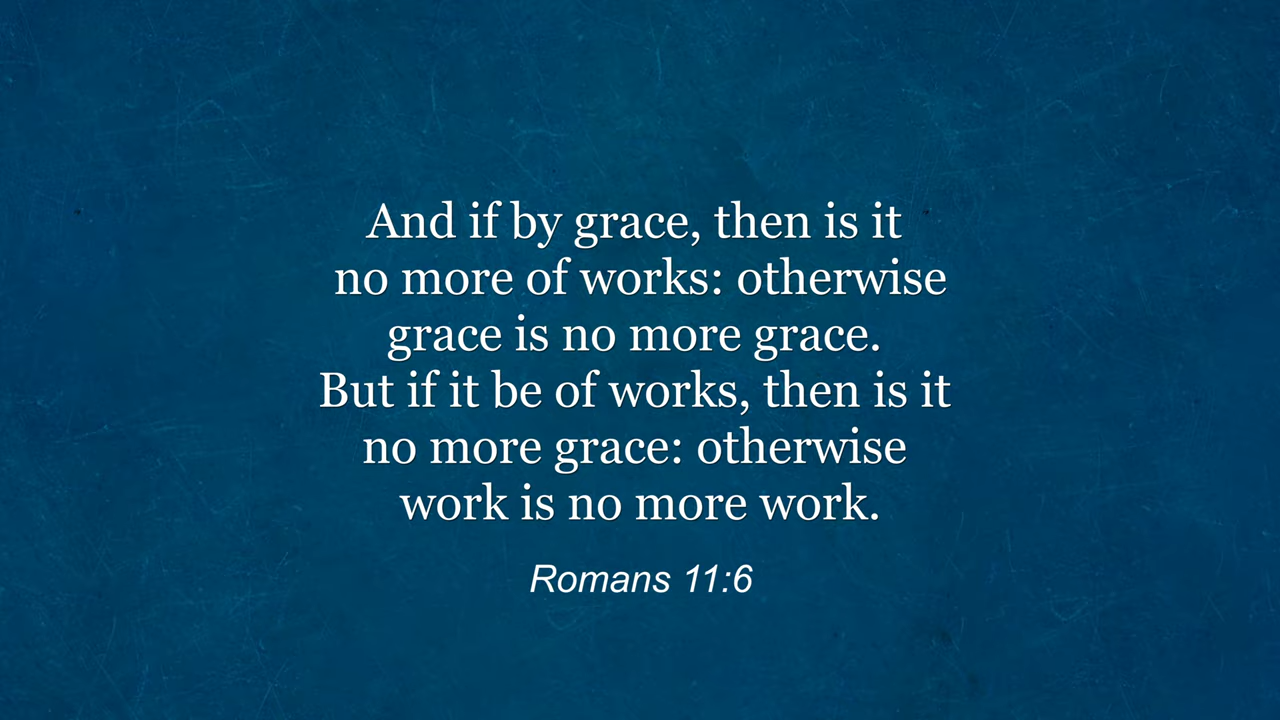 And if by grace, then is it
no more of works: otherwise
grace is no more grace.
But if it be of works, then is it
no more grace: otherwise
work is no more work.
Romans 11:6